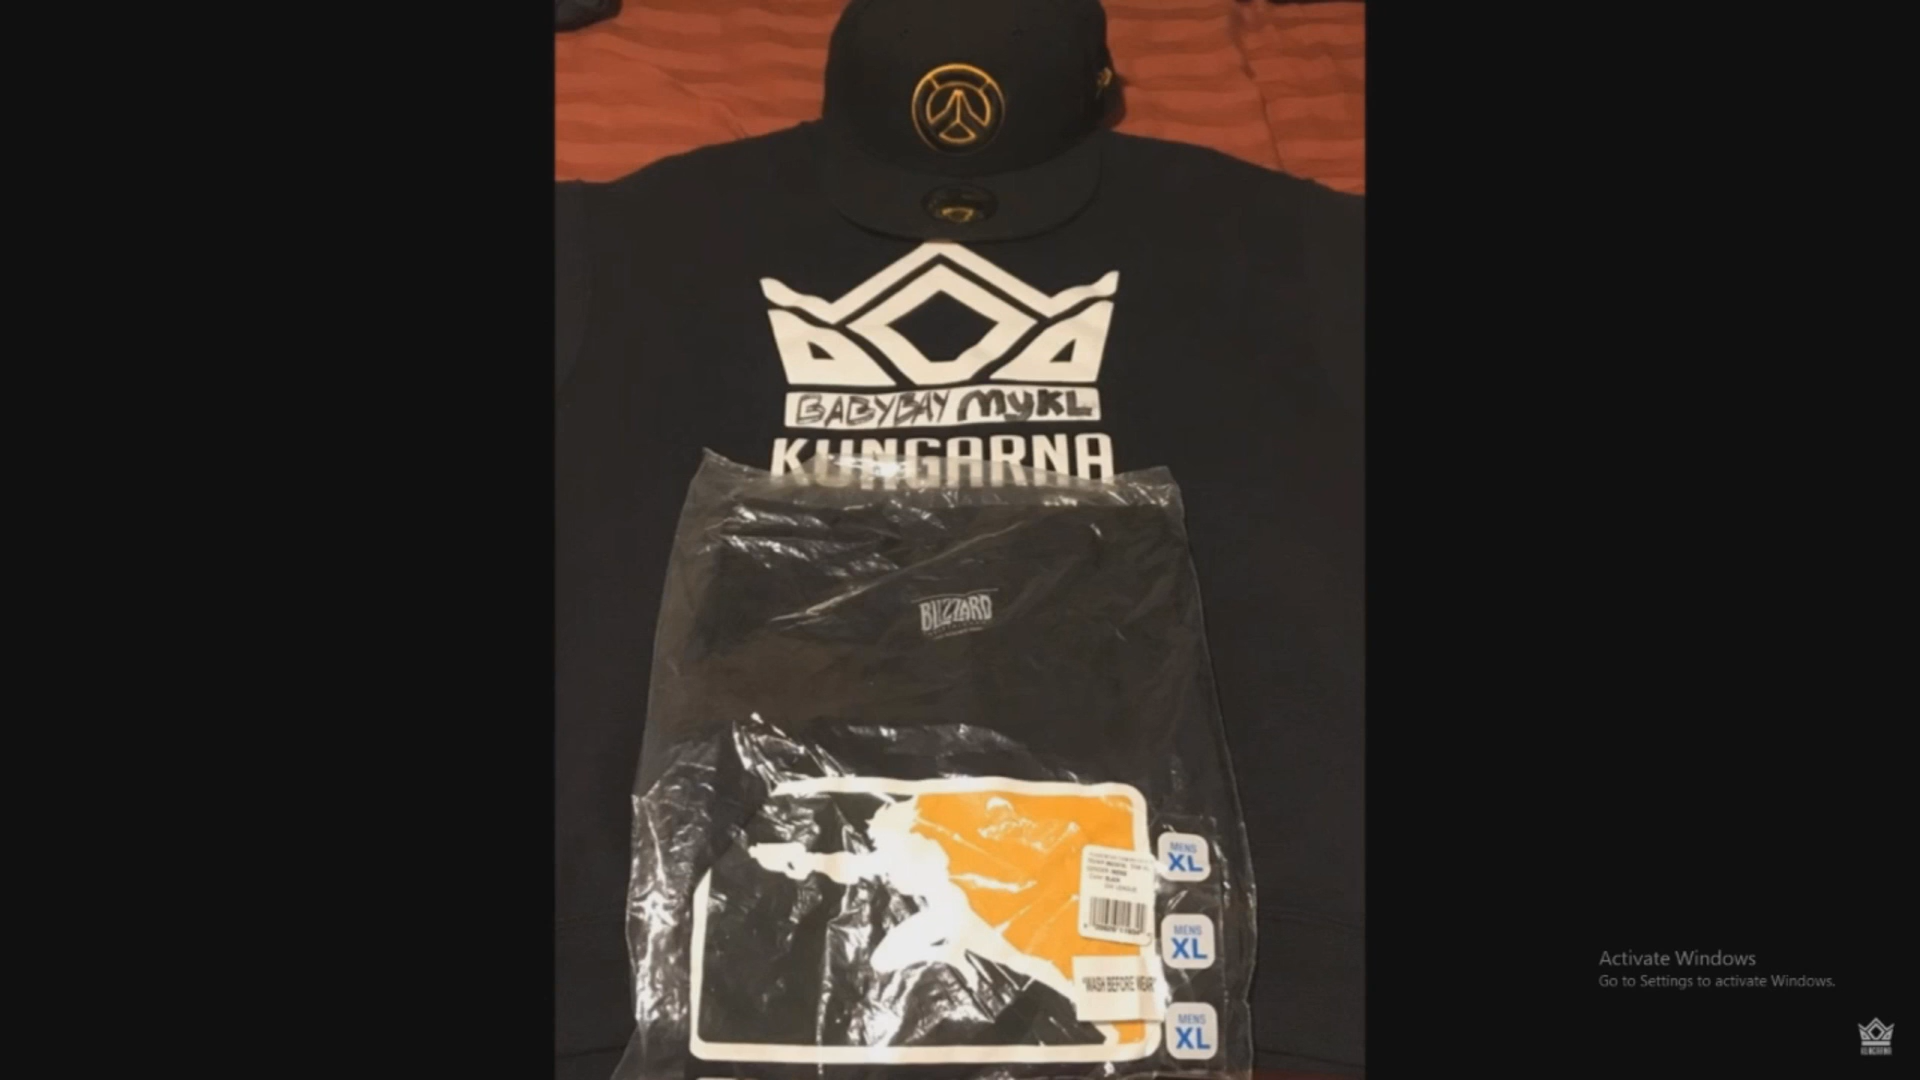 BABYBAY MYKL
KUNGARNA
BLIZZARD
MENS
XL
MENS
XL
"WASH BEFORE WEAR"
MENS
XL
Activate Windows
Go to Settings to activate Windows.
KUNGARNA